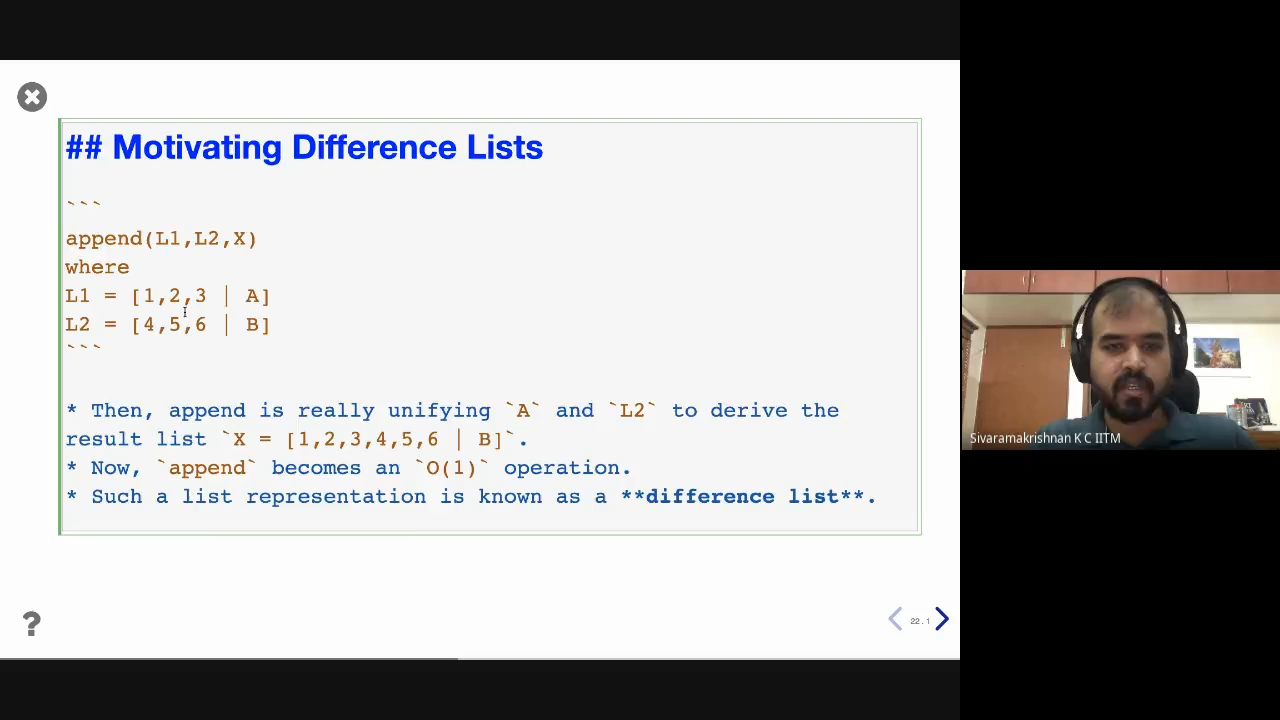 ## Motivating Difference Lists
```
append(L1,L2,X)
where
L1 = [1,2,3 | A]
L2 = [4,5,6 | B]
```
* Then, append is really unifying `A` and `L2` to derive the
result list `X = [1,2,3,4,5,6 | B]`.
* Now, `append` becomes an `O(1)` operation.
* Such a list representation is known as a **difference list**.
?
22.1
Sivaramakrishnan K C IITM